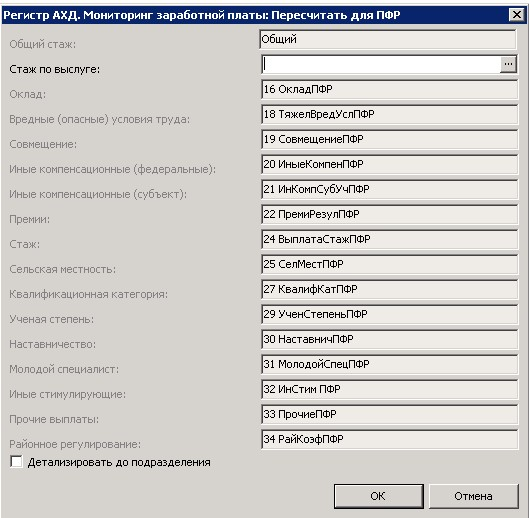 Регистр АХД. Мониторинг заработной платы: Пересчитать для ПФР
Общий стаж: Общий
Стаж по выслуге: ...
Оклад: 16 ОкладПФР
Вредные (опасные) условия труда: 18 ТяжелВредУслПФР
Совмещение: 19 СовмещениеПФР
Иные компенсационные (федеральные): 20 ИныеКомпенПФР
Иные компенсационные (субъект): 21 ИнКомпСубУчПФР
Премии: 22 ПремиРезулПФР
Стаж: 24 ВыплатаСтажПФР
Сельская местность: 25 СелМестПФР
Квалификационная категория: 27 КвалифКатПФР
Ученая степень: 29 УченСтепеньПФР
Наставничество: 30 НаставничПФР
Молодой специалист: 31 МолодойСпецПФР
Иные стимулирующие: 32 ИнСтим ПФР
Прочие выплаты: 33 ПрочиеПФР
Районное регулирование: 34 РайКоэфПФР
Детализировать до подразделения
ОК Отмена